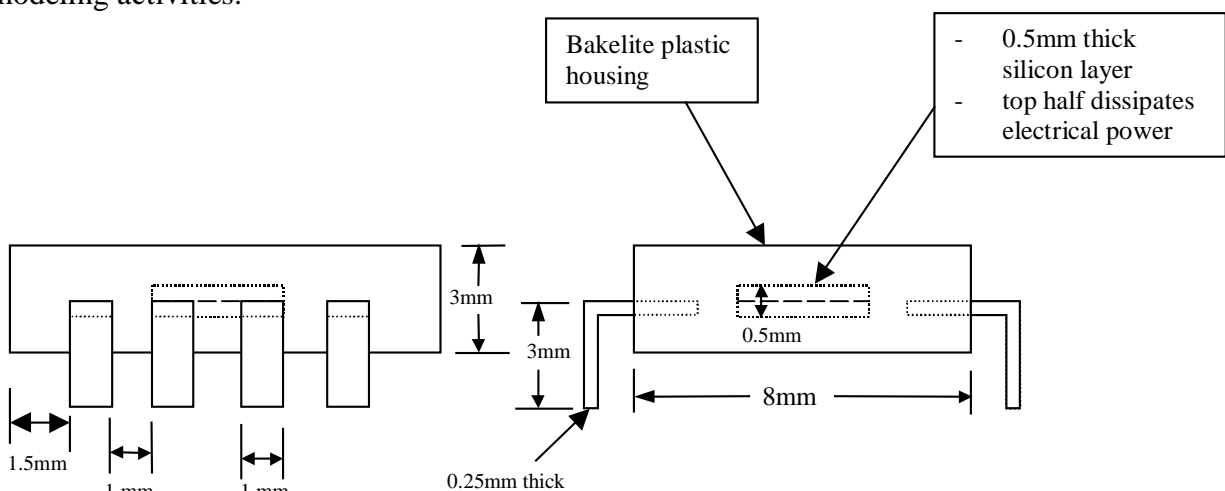 modeling activities.
Bakelite plastic
housing
- 0.5mm thick
silicon layer
- top half dissipates
electrical power
3mm
3mm
0.5mm
8mm
1.5mm
1 mm
1 mm
0.25mm thick